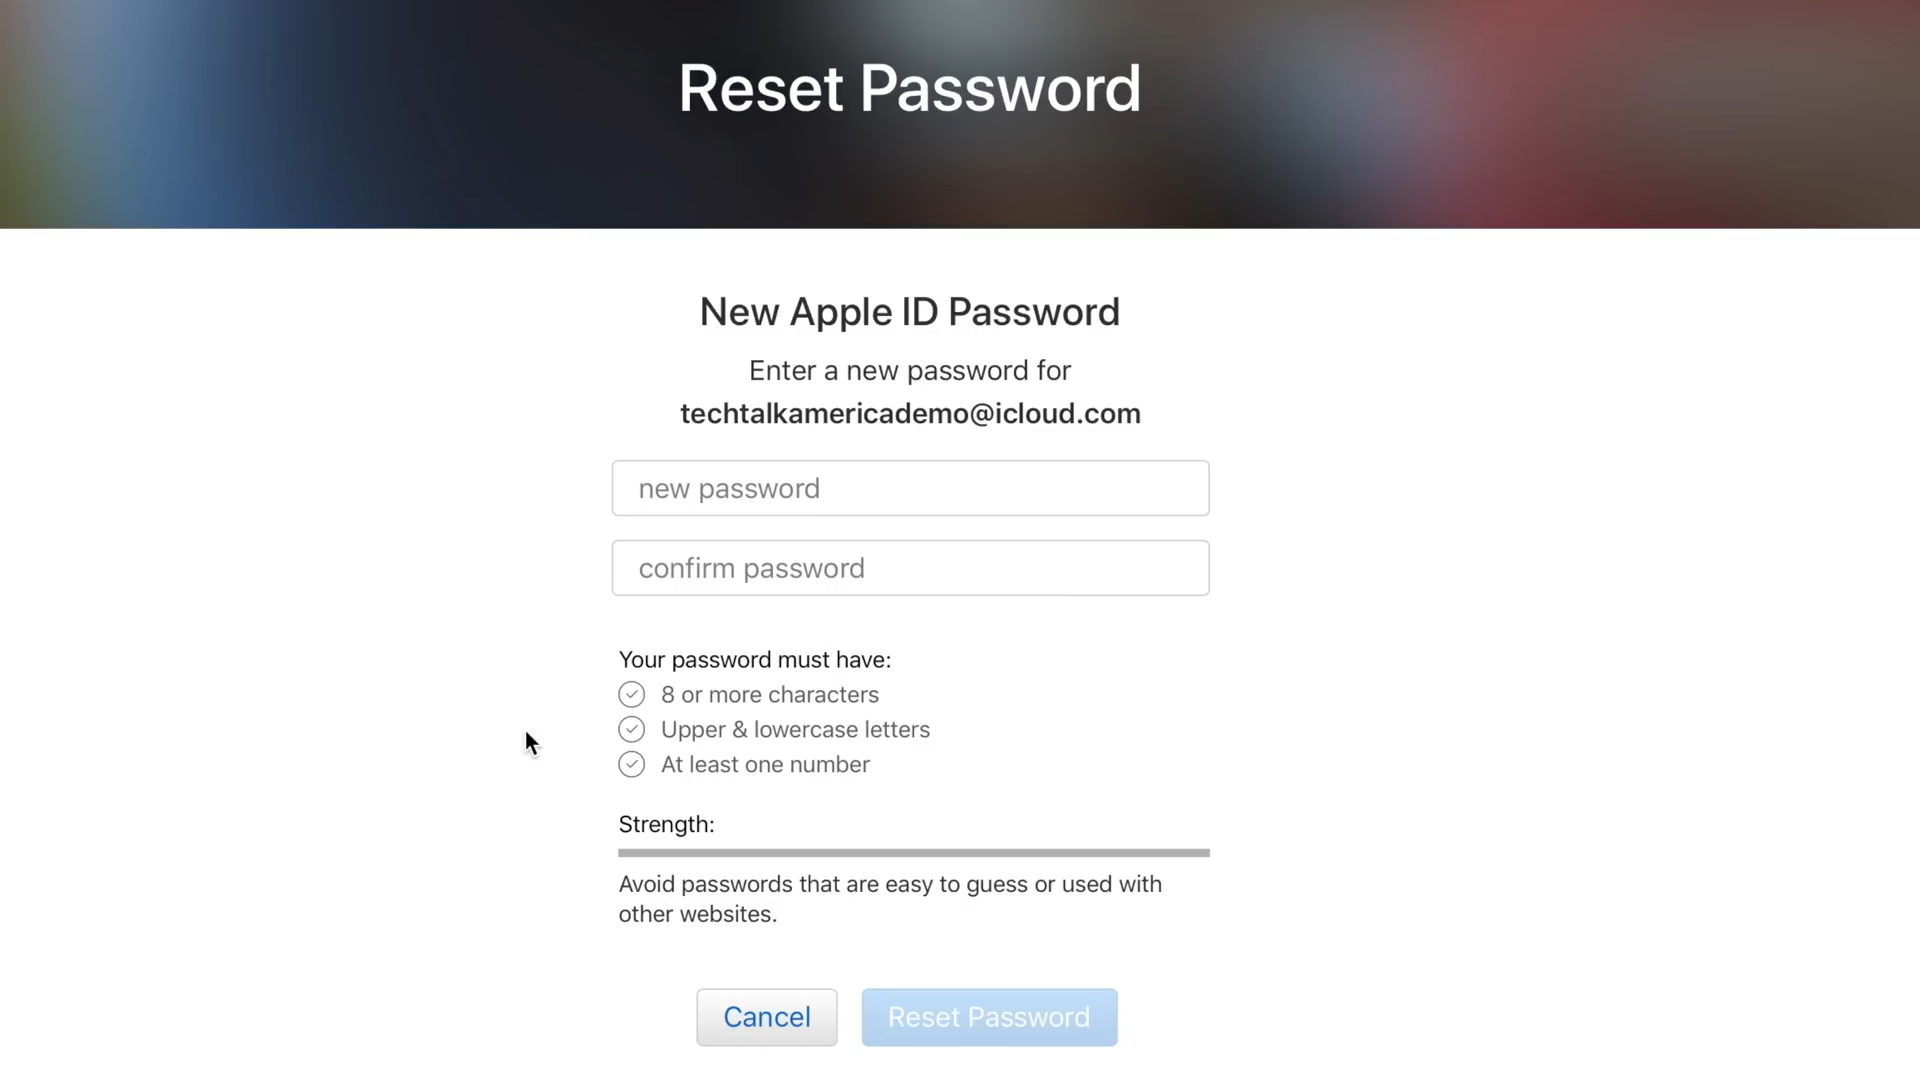 Reset Password
New Apple ID Password
Enter a new password for
techtalkamericademo@icloud.com
new password
confirm password
Your password must have:
8 or more characters
Upper & lowercase letters
At least one number
Strength:
Avoid passwords that are easy to guess or used with
other websites.
Cancel
Reset Password